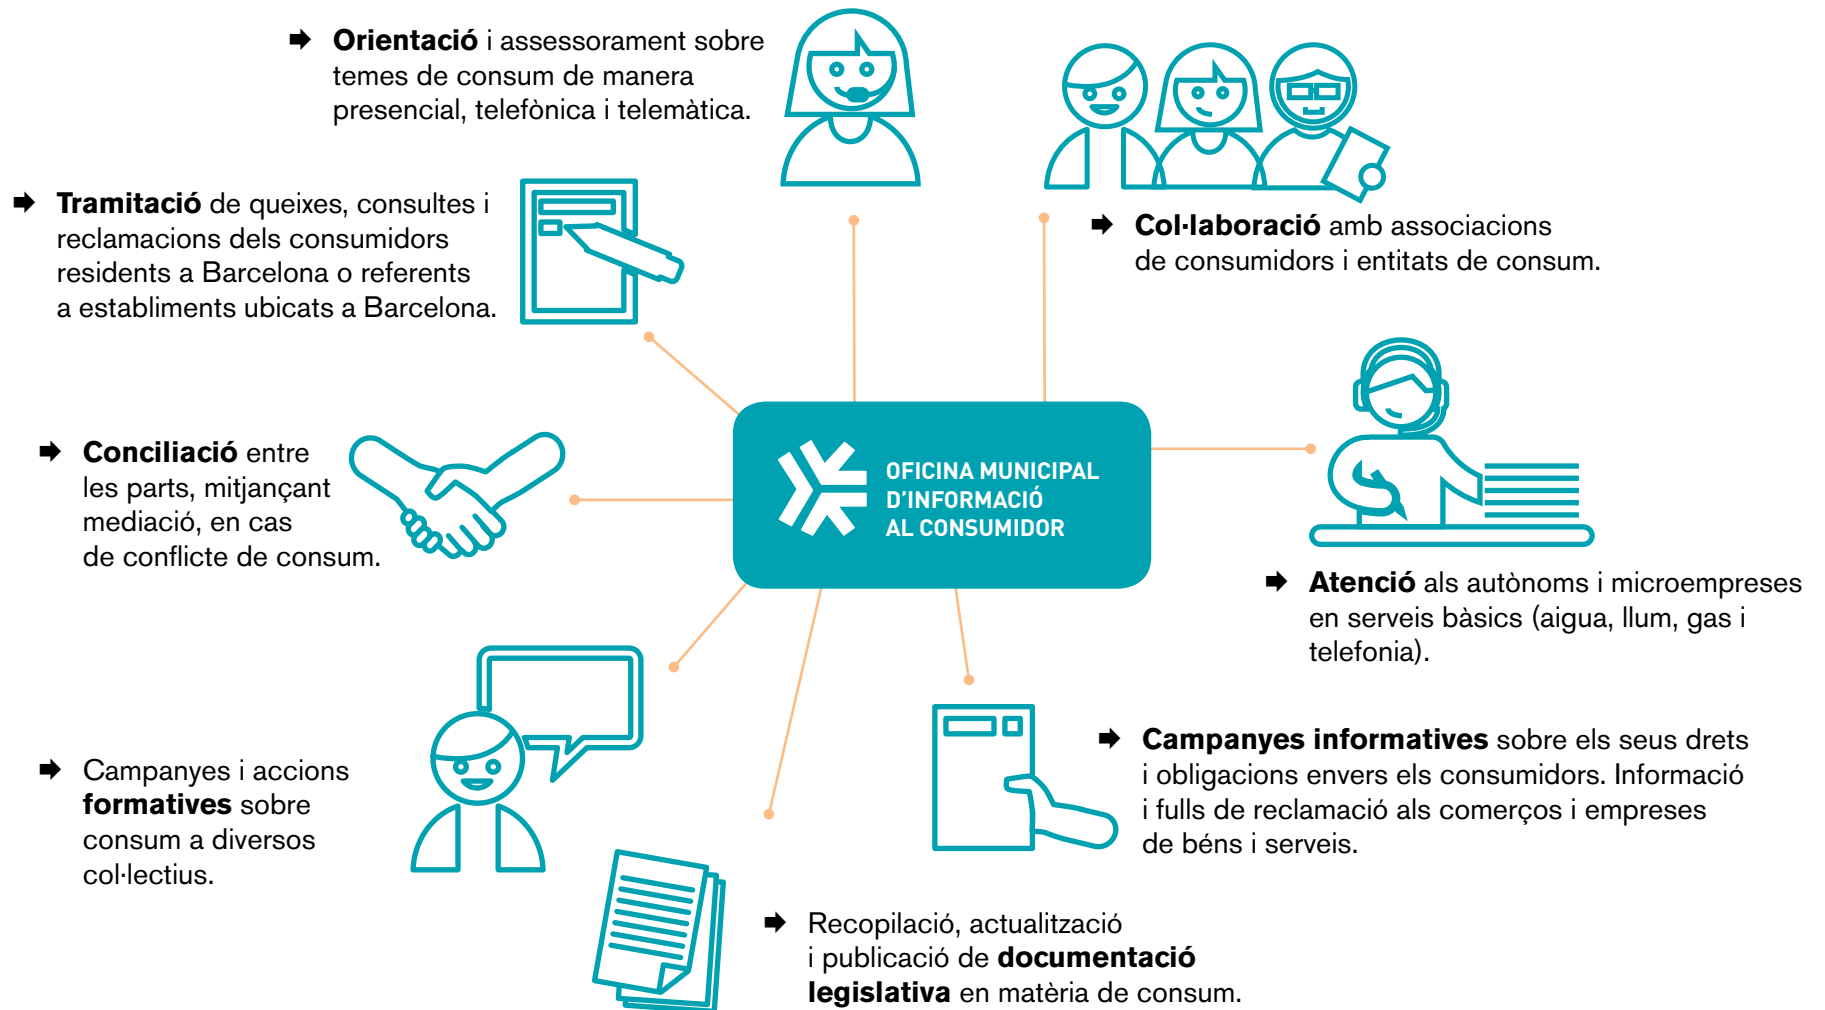 Orientació i assessorament sobre
temes de consum de manera
presencial, telefònica i telemàtica.
Tramitació de queixes, consultes i
reclamacions dels consumidors
residents a Barcelona o referents
a establiments ubicats a Barcelona.
Col·laboració amb associacions
de consumidors i entitats de consum.
Conciliació entre
les parts, mitjançant
mediació, en cas
de conflicte de consum.
OFICINA MUNICIPAL
D'INFORMACIÓ
AL CONSUMIDOR
Atenció als autònoms i microempreses
en serveis bàsics (aigua, llum, gas i
telefonia).
Campanyes i accions
formatives sobre
consum a diversos
col·lectius.
Campanyes informatives sobre els seus drets
i obligacions envers els consumidors. Informació
i fulls de reclamació als comerços i empreses
de béns i serveis.
Recopilació, actualització
i publicació de documentació
legislativa en matèria de consum.